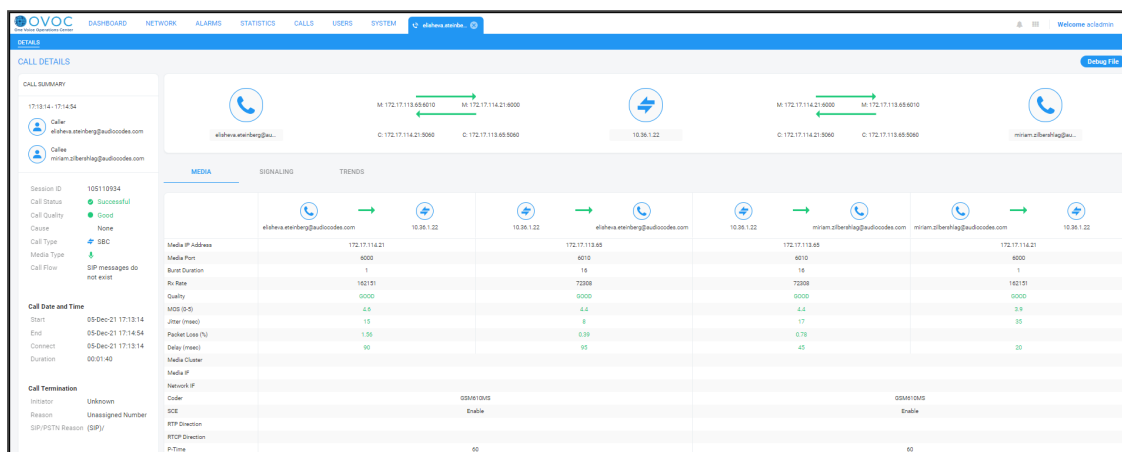 OVOC
One Voice Operations Center
DASHBOARD NETWORK ALARMS STATISTICS CALLS USERS SYSTEM elisheva.steinbe...
Welcome acladmin
DETAILS
CALL DETAILS
Debug File
CALL SUMMARY
17:13:14 - 17:14:54
Caller
elisheva.steinberg@audiocodes.com
Callee
miriam.zilbershlag@audiocodes.com
Session ID 105110934
Call Status Successful
Call Quality Good
Cause None
Call Type SBC
Media Type
Call Flow SIP messages do
not exist
Call Date and Time
Start 05-Dec-21 17:13:14
End 05-Dec-21 17:14:54
Connect 05-Dec-21 17:13:14
Duration 00:01:40
Call Termination
Initiator Unknown
Reason Unassigned Number
SIP/PSTN Reason (SIP)/
M: 172.17.113.65:6010 M: 172.17.114.21:6000
M: 172.17.114.21:6000 M: 172.17.113.65:6010
elisheva.steinberg@au...
C: 172.17.114.21:5060 C: 172.17.113.65:5060
10.36.1.22
C: 172.17.114.21:5060 C: 172.17.113.65:5060
miriam.zilbershlag@au...
MEDIA SIGNALING TRENDS
elisheva.steinberg@audiocodes.com 10.36.1.22 10.36.1.22 elisheva.steinberg@audiocodes.com 10.36.1.22 miriam.zilbershlag@audiocodes.com miriam.zilbershlag@audiocodes.com 10.36.1.22
Media IP Address 172.17.114.21 172.17.113.65 172.17.113.65 172.17.114.21
Media Port 6000 6010 6010 6000
Burst Duration 1 16 16 1
Rx Rate 162151 72308 72308 162151
Quality GOOD GOOD GOOD GOOD
MOS (0-5) 4.6 4.4 4.4 3.9
Jitter (msec) 15 8 17 35
Packet Loss (%) 1.56 0.39 0.78
Delay (msec) 90 95 45 20
Media Cluster
Media IF
Network IF
Coder GSM610MS GSM610MS
SCE Enable Enable
RTP Direction
RTCP Direction
P-Time 60 60